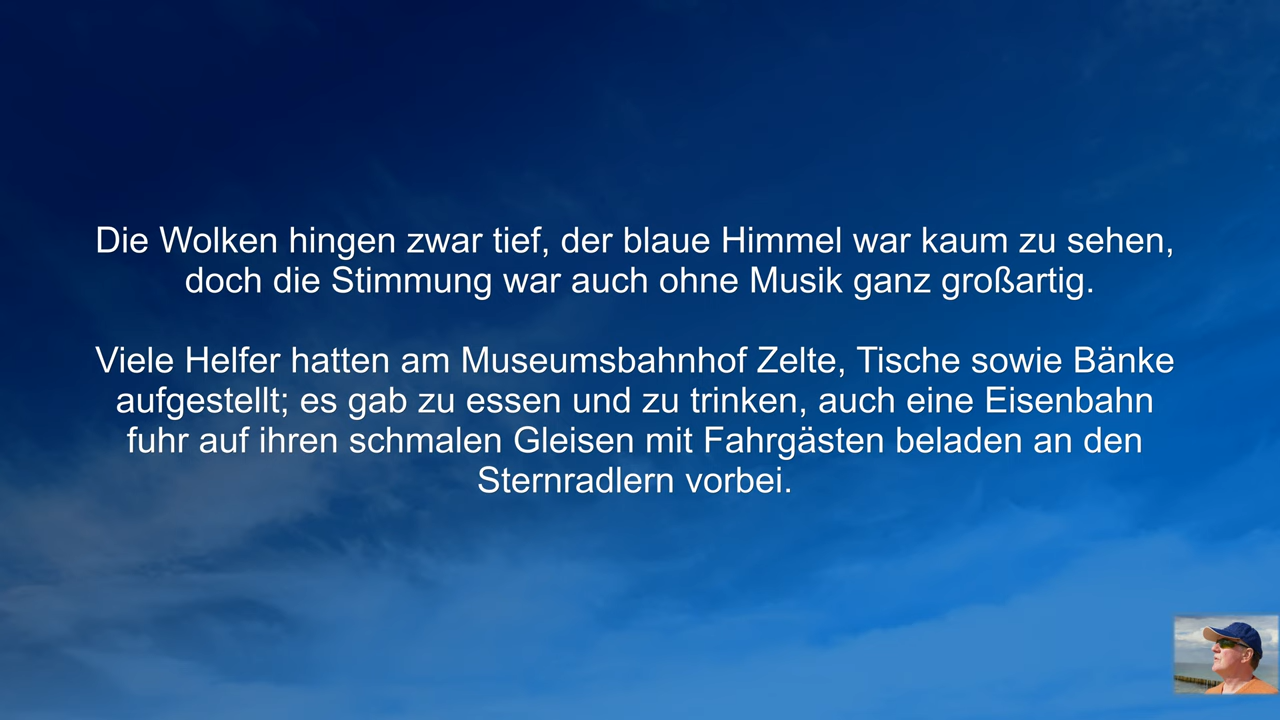 Die Wolken hingen zwar tief, der blaue Himmel war kaum zu sehen,
doch die Stimmung war auch ohne Musik ganz großartig.
Viele Helfer hatten am Museumsbahnhof Zelte, Tische sowie Bänke
aufgestellt; es gab zu essen und zu trinken, auch eine Eisenbahn
fuhr auf ihren schmalen Gleisen mit Fahrgästen beladen an den
Sternradlern vorbei.